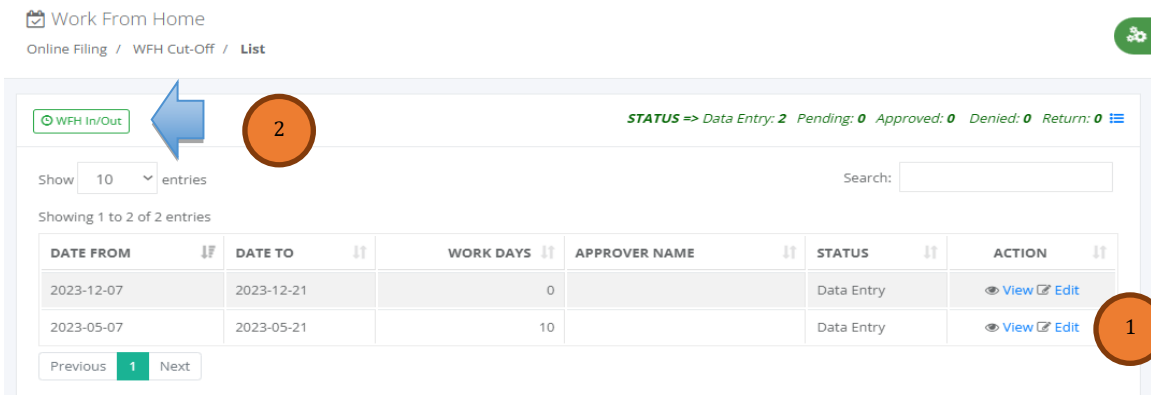 Work From Home
Online Filing / WFH Cut-Off / List
WFH In/Out
2
STATUS => Data Entry: 2 Pending: 0 Approved: 0 Denied: 0 Return: 0
Show 10 entries
Search:
Showing 1 to 2 of 2 entries
DATE FROM DATE TO WORK DAYS APPROVER NAME STATUS ACTION
2023-12-07 2023-12-21 0 Data Entry View Edit
2023-05-07 2023-05-21 10 Data Entry View Edit
1
Previous 1 Next